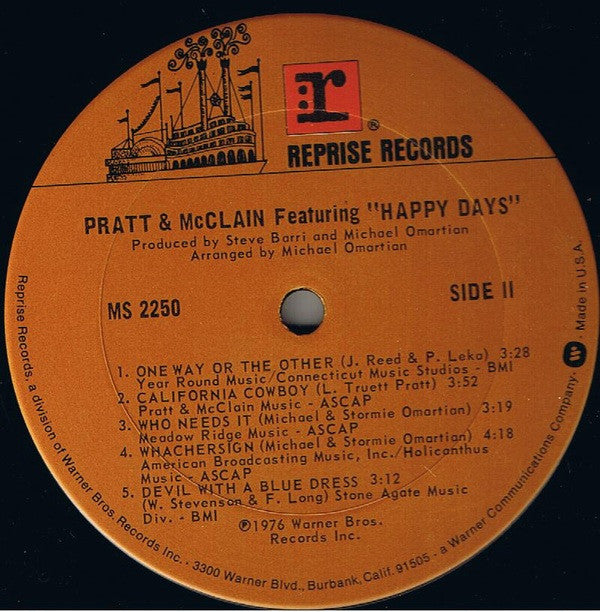 r
®
REPRISE RECORDS
PRATT & McCLAIN Featuring "HAPPY DAYS"
Produced by Steve Barri and Michael Omartian
Arranged by Michael Omartian
MS 2250
SIDE II
1. ONE WAY OR THE OTHER (J. Reed & P. Leka) 3:28
Year Round Music/Connecticut Music Studios - BMI
2. CALIFORNIA COWBOY (L. Truett Pratt) 3:52
Pratt & McClain Music - ASCAP
3. WHO NEEDS IT (Michael & Stormie Omartian) 3:19
Meadow Ridge Music - ASCAP
4. WHACHERSIGN (Michael & Stormie Omartian) 4:18
American Broadcasting Music, Inc./Holicanthus
Music - ASCAP
5. DEVIL WITH A BLUE DRESS 3:12
(W. Stevenson & F. Long) Stone Agate Music
Div. - BMI
℗1976 Warner Bros.
Records Inc.
Reprise Records, a division of Warner Bros. Records Inc. - 3300 Warner Blvd., Burbank, Calif. 91505 - a Warner Communications Company. W Made in U.S.A.